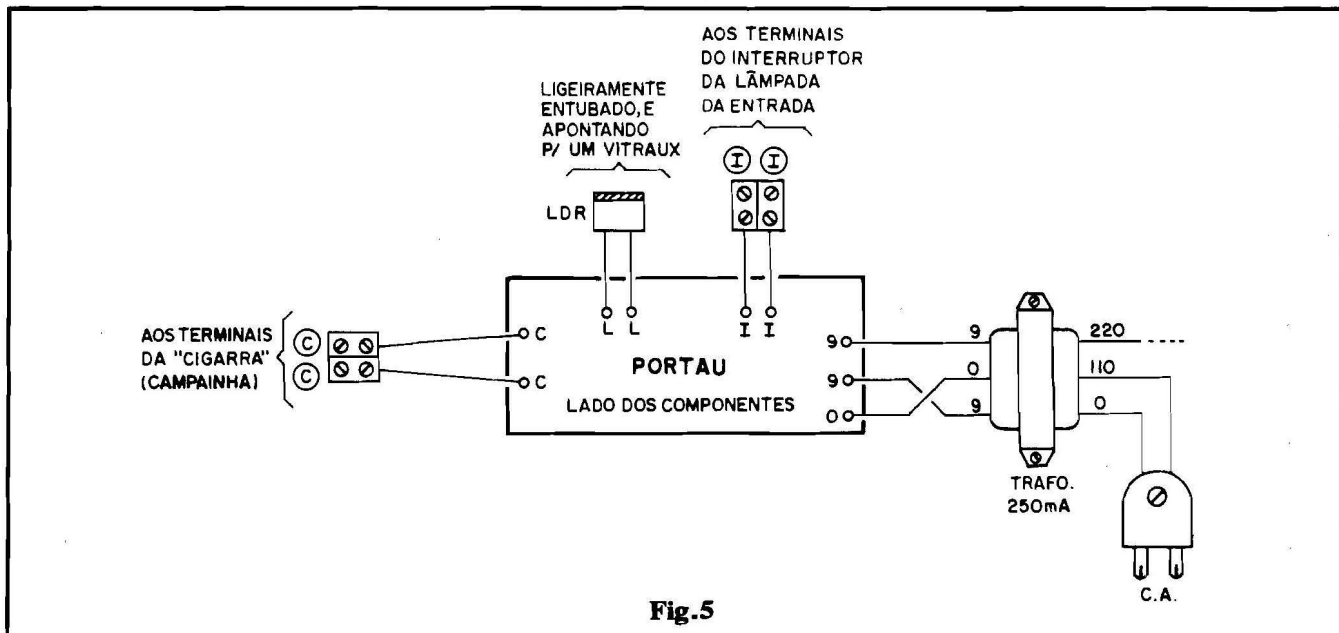 AOS TERMINAIS
DO INTERRUPTOR
DA LÂMPADA
DA ENTRADA
LIGEIRAMENTE
ENTUBADO, E
APONTANDO
P/ UM VITRAUX
I I
LDR
L L
I I
AOS TERMINAIS
DA "CIGARRA"
(CAMPAINHA)
C
C
C
C
PORTAU
LADO DOS COMPONENTES
9
9
0
9
0
9
220
110
0
TRAFO.
250mA
C.A.
Fig.5